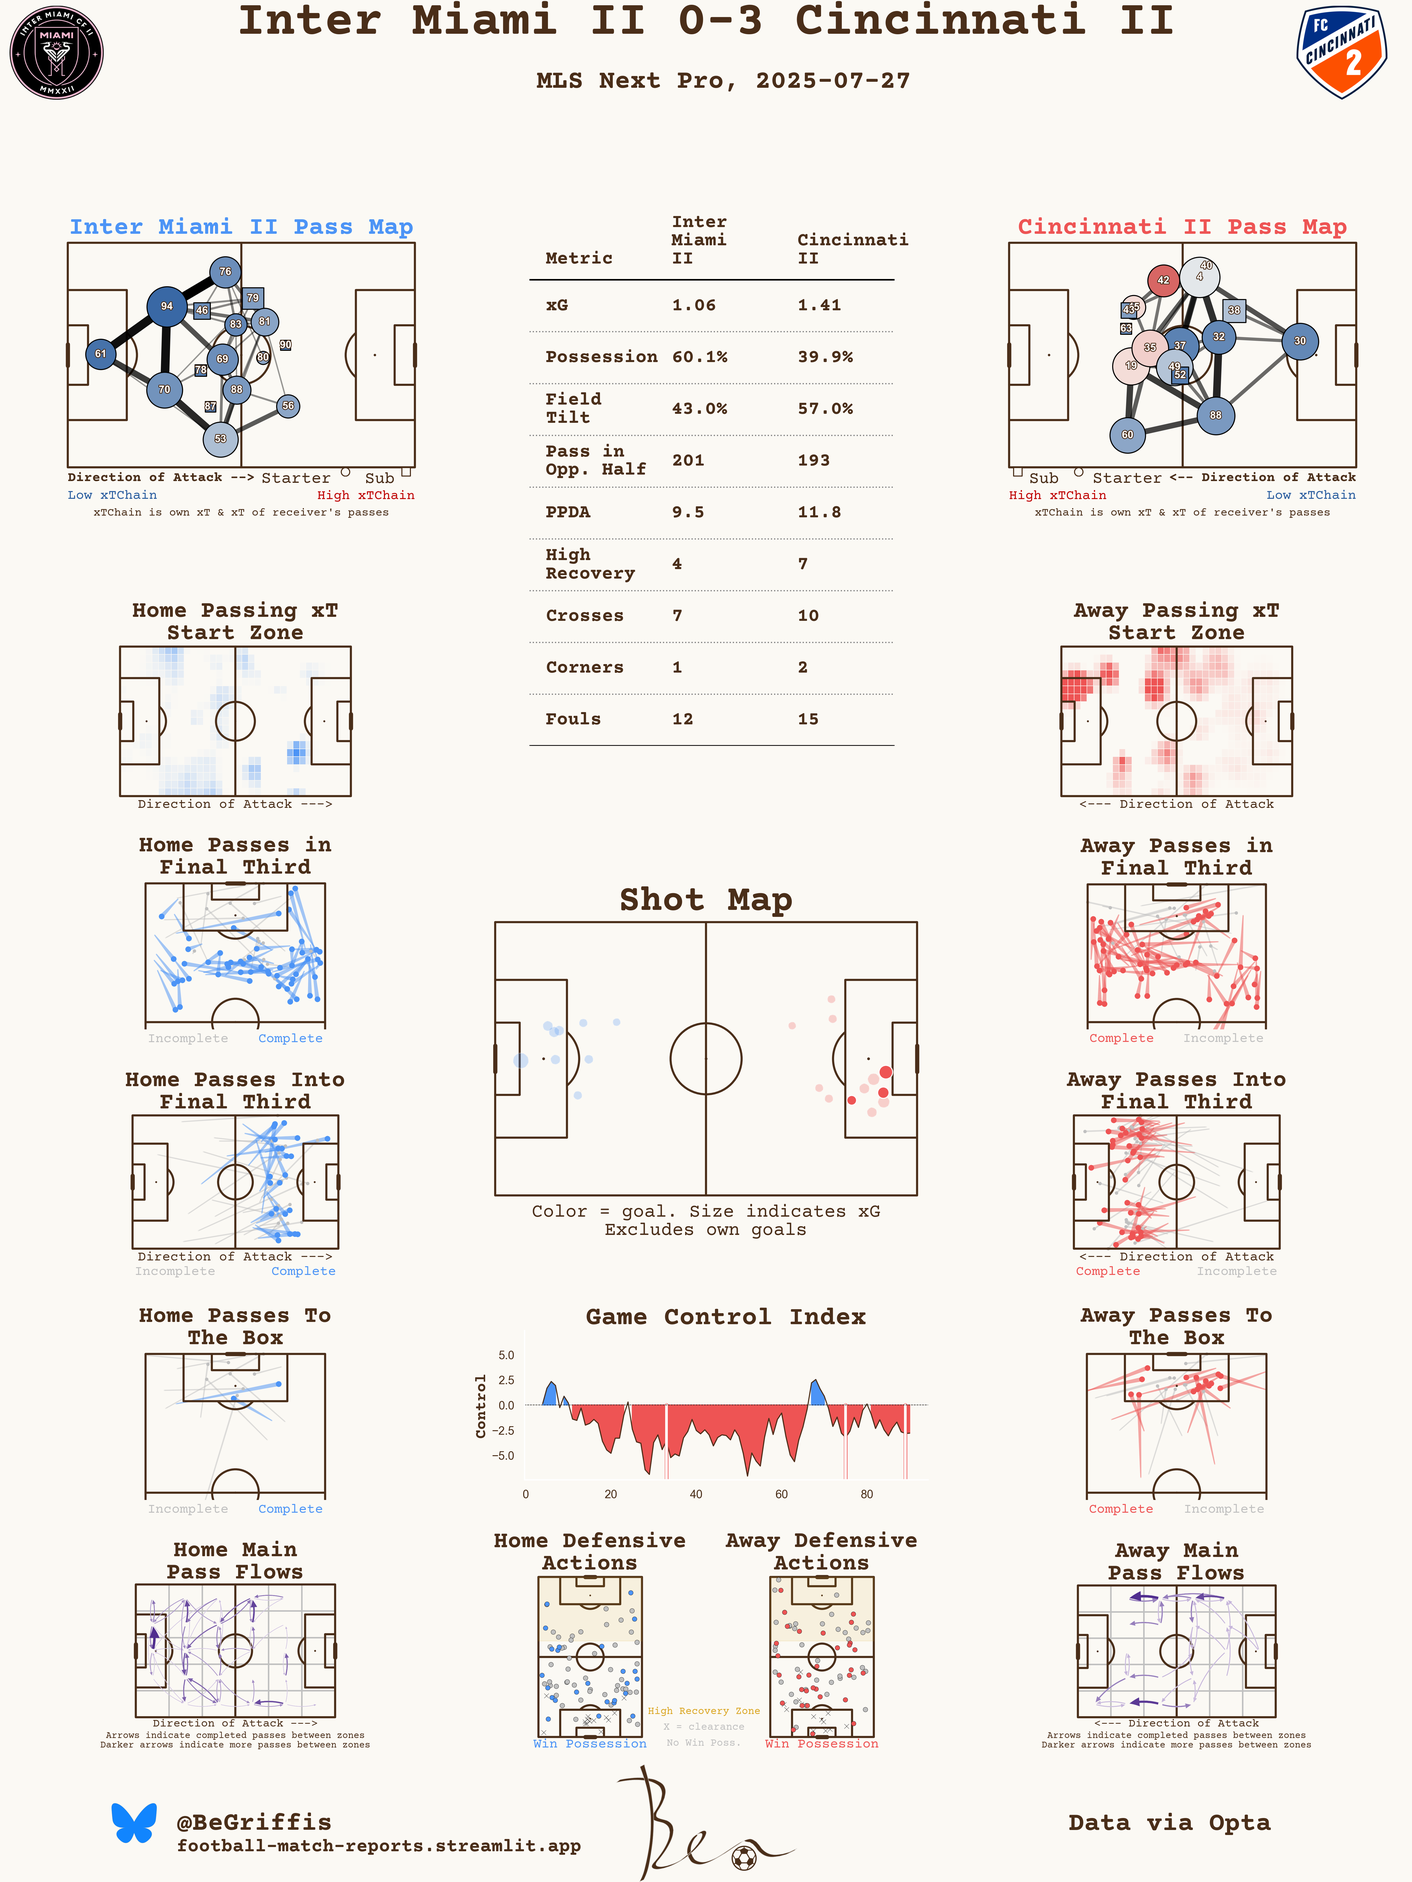 Inter Miami II 0-3 Cincinnati II
MLS Next Pro, 2025-07-27
INTER MIAMI CF II
MIAMI
MMXXII
FC
CINCINNATI
2
Inter Miami II Pass Map
76
94
79
46
83
81
61
90
69
80
78
70
88
87
56
53
Direction of Attack --> Starter Sub
Low xTChain High xTChain
xTChain is own xT & xT of receiver's passes
Metric Inter Miami II Cincinnati II
xG 1.06 1.41
Possession 60.1% 39.9%
Field Tilt 43.0% 57.0%
Pass in Opp. Half 201 193
PPDA 9.5 11.8
High Recovery 4 7
Crosses 7 10
Corners 1 2
Fouls 12 15
Cincinnati II Pass Map
40
4
42
43
38
63
35
37
32
30
19
49
52
88
60
Sub Starter <-- Direction of Attack
High xTChain Low xTChain
xTChain is own xT & xT of receiver's passes
Home Passing xT
Start Zone
Direction of Attack --->
Away Passing xT
Start Zone
<--- Direction of Attack
Home Passes in
Final Third
Incomplete Complete
Away Passes in
Final Third
Complete Incomplete
Shot Map
Color = goal. Size indicates xG
Excludes own goals
Home Passes Into
Final Third
Direction of Attack --->
Incomplete Complete
Away Passes Into
Final Third
<--- Direction of Attack
Complete Incomplete
Home Passes To
The Box
Incomplete Complete
Game Control Index
Control
5.0
2.5
0.0
−2.5
−5.0
0 20 40 60 80
Away Passes To
The Box
Complete Incomplete
Home Main
Pass Flows
Direction of Attack --->
Arrows indicate completed passes between zones
Darker arrows indicate more passes between zones
Home Defensive
Actions
Win Possession
High Recovery Zone
X = clearance
No Win Poss.
Away Defensive
Actions
Win Possession
Away Main
Pass Flows
<--- Direction of Attack
Arrows indicate completed passes between zones
Darker arrows indicate more passes between zones
@BeGriffis
football-match-reports.streamlit.app
Ben
Data via Opta